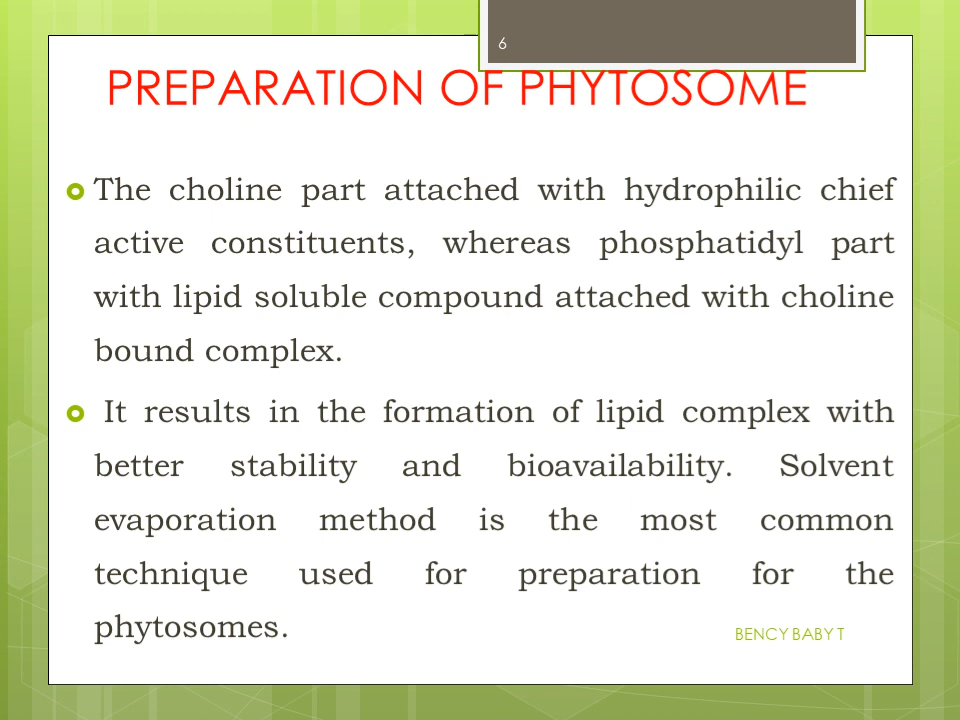 6
PREPARATION OF PHYTOSOME
The choline part attached with hydrophilic chief
active constituents, whereas phosphatidyl part
with lipid soluble compound attached with choline
bound complex.
It results in the formation of lipid complex with
better stability and bioavailability. Solvent
evaporation method is the most common
technique used for preparation for the
phytosomes.
BENCY BABY T